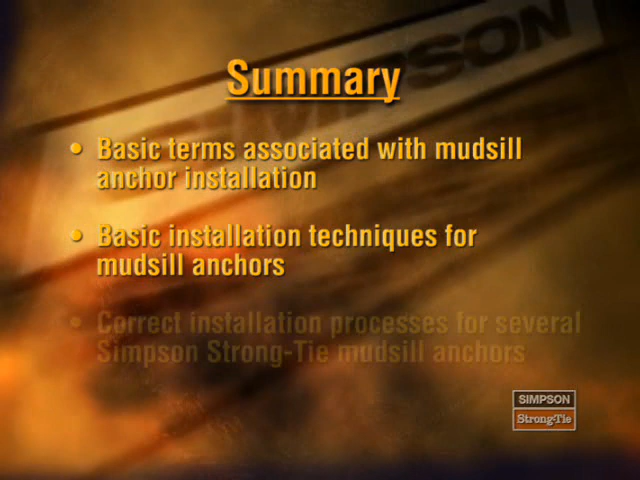 Summary
• Basic terms associated with mudsill
anchor installation
• Basic installation techniques for
mudsill anchors
• Correct installation processes for several
Simpson Strong-Tie mudsill anchors
SIMPSON
Strong-Tie